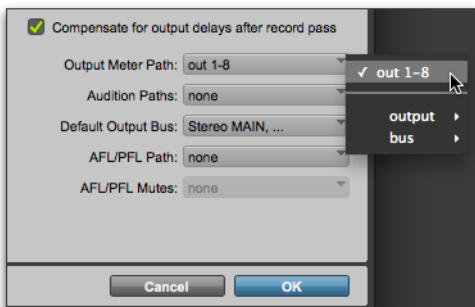 Compensate for output delays after record pass
Output Meter Path: out 1-8
Audition Paths: none
Default Output Bus: Stereo MAIN, ...
AFL/PFL Path: none
AFL/PFL Mutes: none
✓ out 1-8
output
bus
Cancel OK